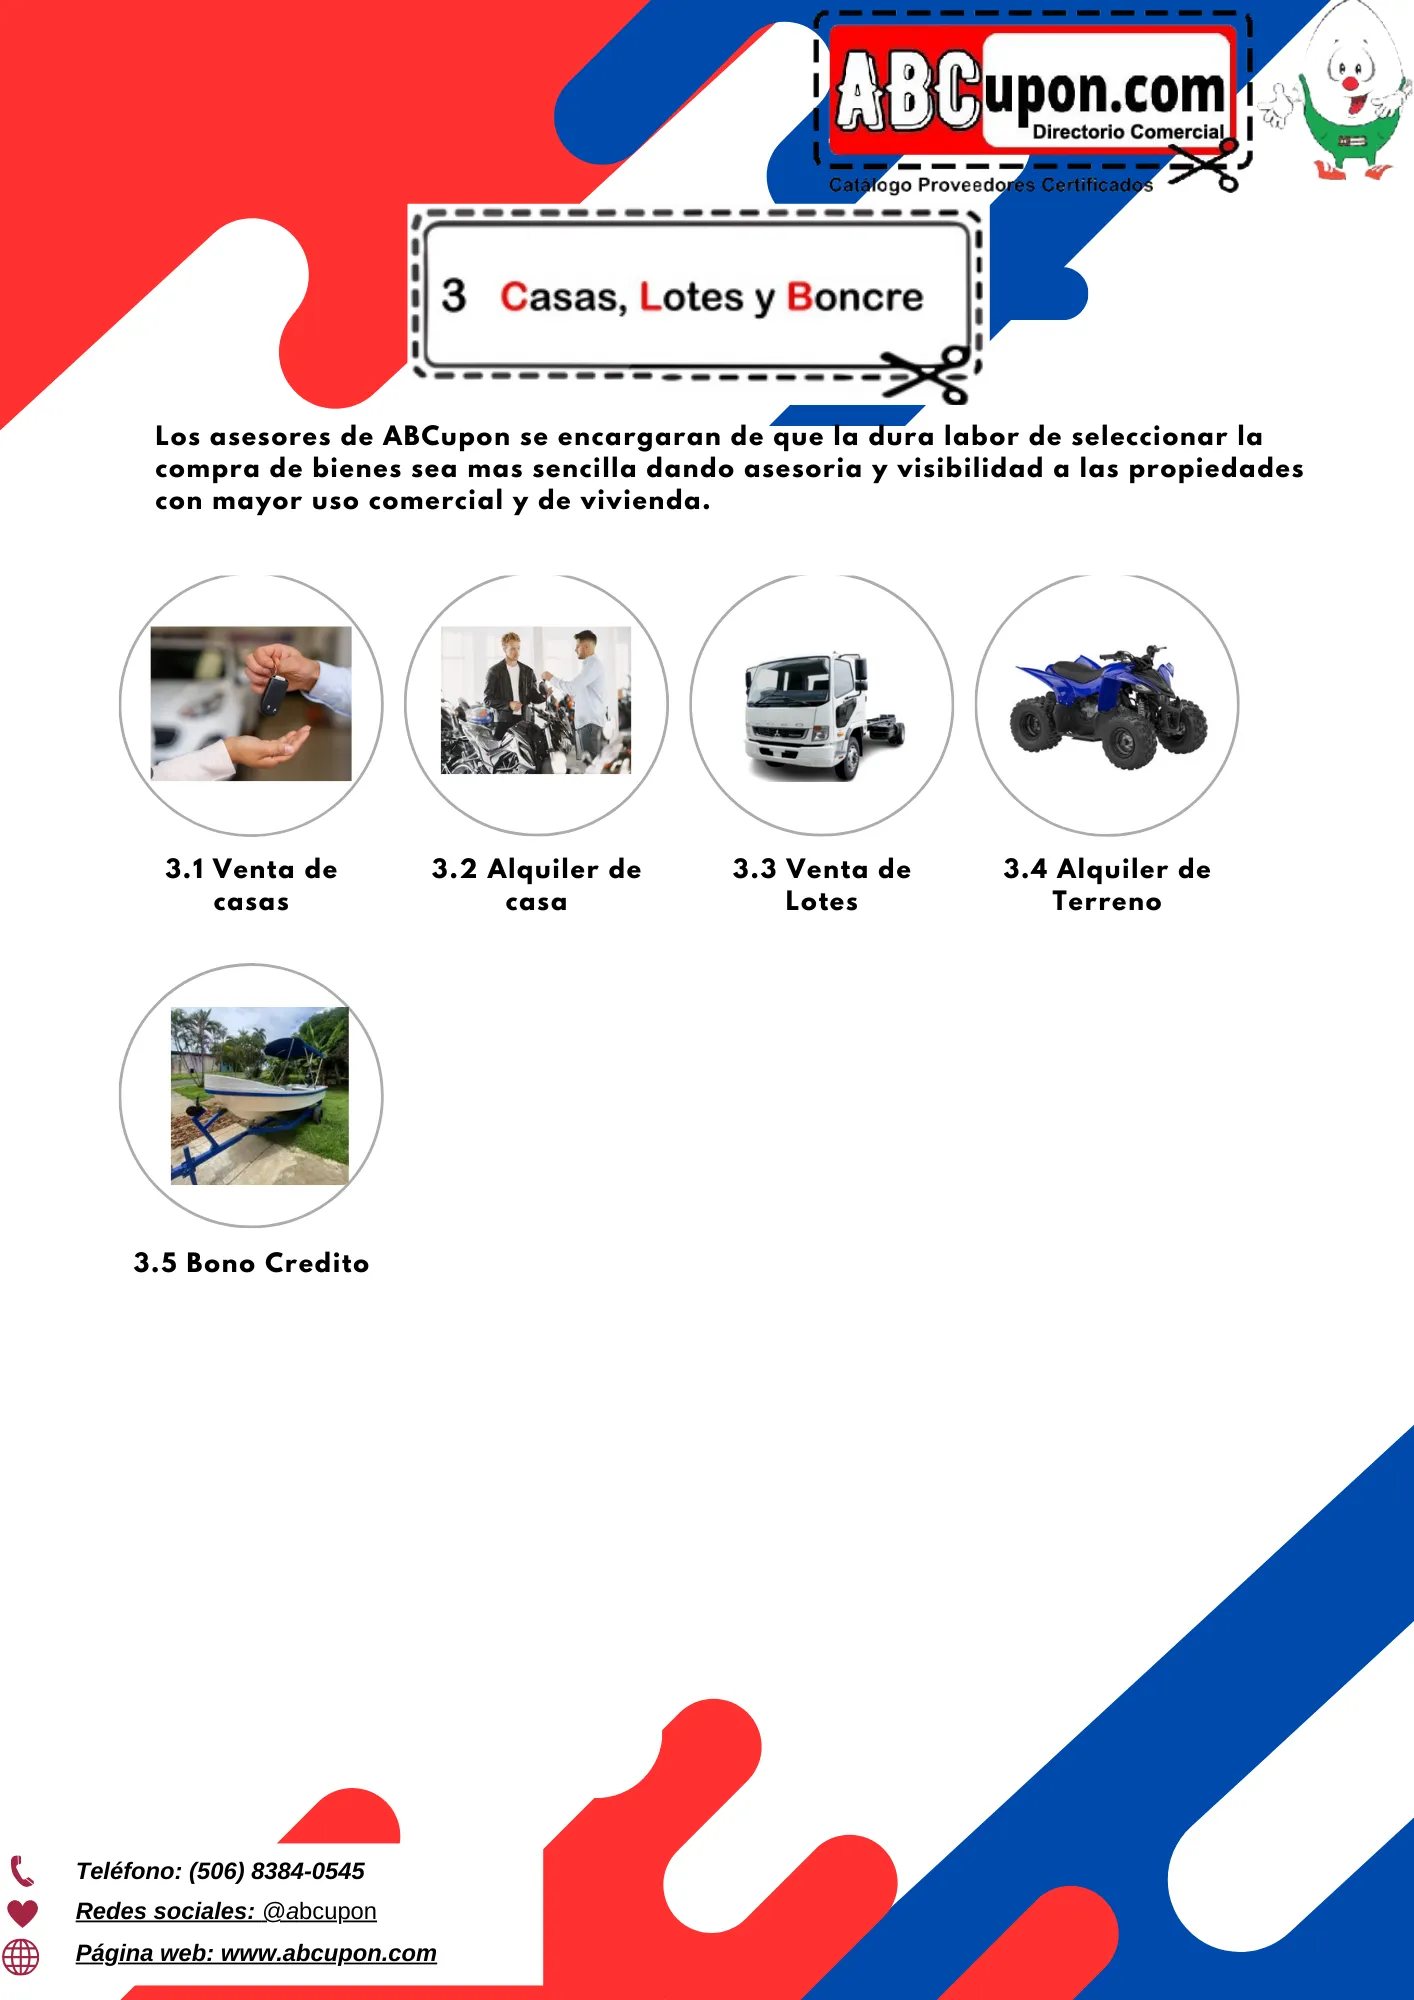 ABCupon.com
Directorio Comercial
Catálogo Proveedores Certificados
3 Casas, Lotes y Boncre
Los asesores de ABCupon se encargaran de que la dura labor de seleccionar la
compra de bienes sea mas sencilla dando asesoria y visibilidad a las propiedades
con mayor uso comercial y de vivienda.
3.1 Venta de
casas
3.2 Alquiler de
casa
3.3 Venta de
Lotes
3.4 Alquiler de
Terreno
3.5 Bono Credito
Teléfono: (506) 8384-0545
Redes sociales: @abcupon
Página web: www.abcupon.com